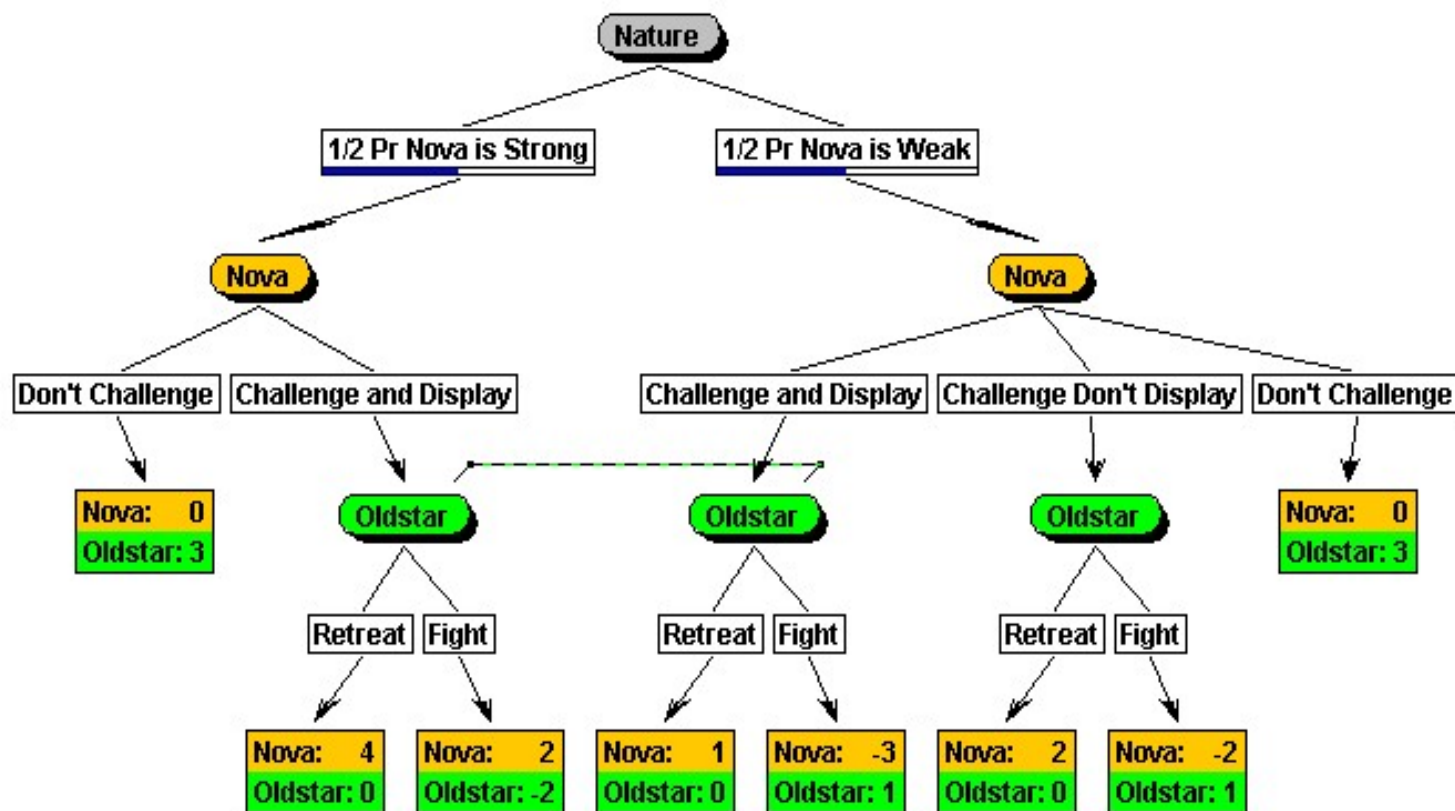 Nature
1/2 Pr Nova is Strong
1/2 Pr Nova is Weak
Nova
Nova
Don't Challenge
Challenge and Display
Challenge and Display
Challenge Don't Display
Don't Challenge
Nova: 0
Oldstar: 3
Oldstar
Oldstar
Oldstar
Nova: 0
Oldstar: 3
Retreat
Fight
Retreat
Fight
Retreat
Fight
Nova: 4
Oldstar: 0
Nova: 2
Oldstar: -2
Nova: 1
Oldstar: 0
Nova: -3
Oldstar: 1
Nova: 2
Oldstar: 0
Nova: -2
Oldstar: 1